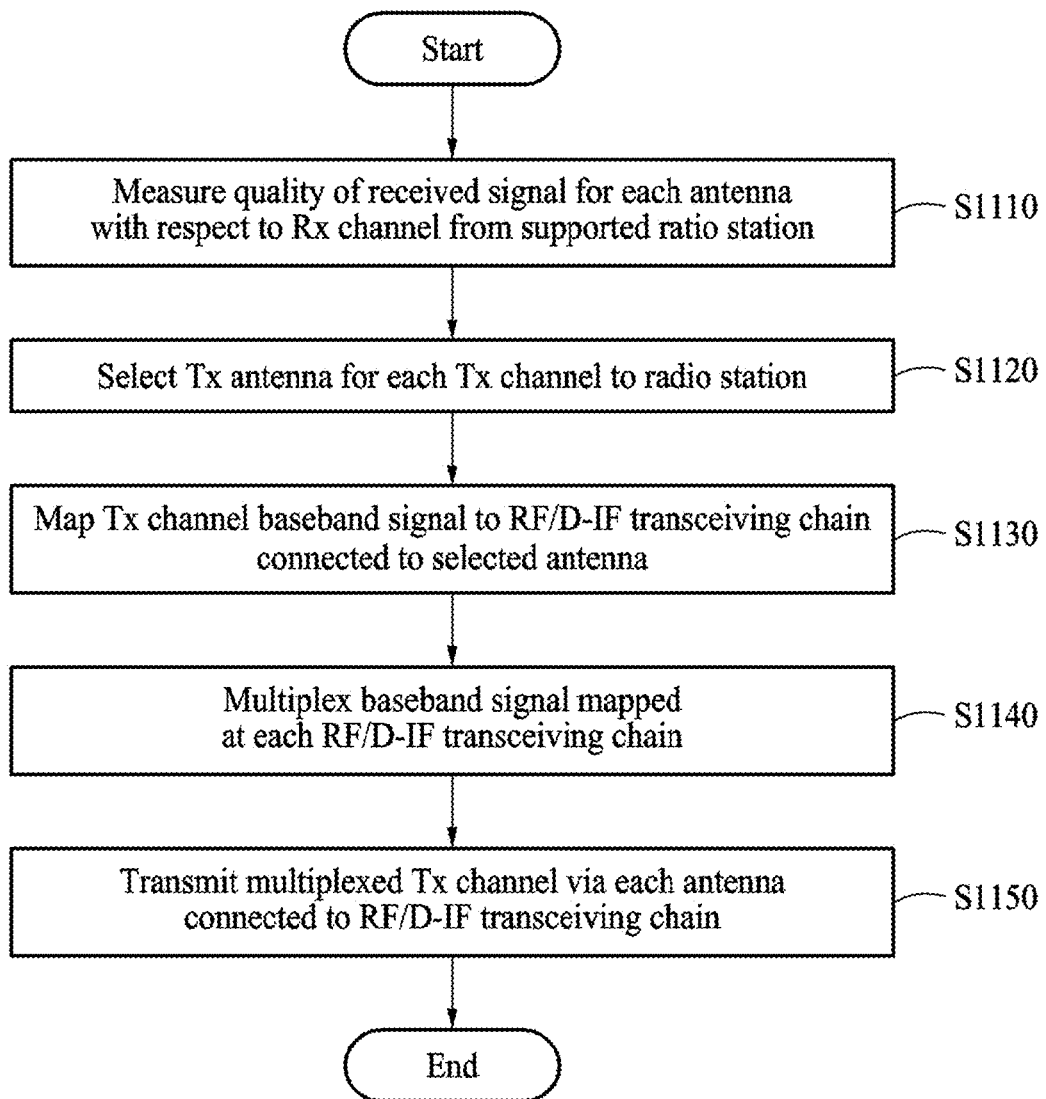 Start
Measure quality of received signal for each antenna
with respect to Rx channel from supported ratio station
S1110
Select Tx antenna for each Tx channel to radio station
S1120
Map Tx channel baseband signal to RF/D-IF transceiving chain
connected to selected antenna
S1130
Multiplex baseband signal mapped
at each RF/D-IF transceiving chain
S1140
Transmit multiplexed Tx channel via each antenna
connected to RF/D-IF transceiving chain
S1150
End